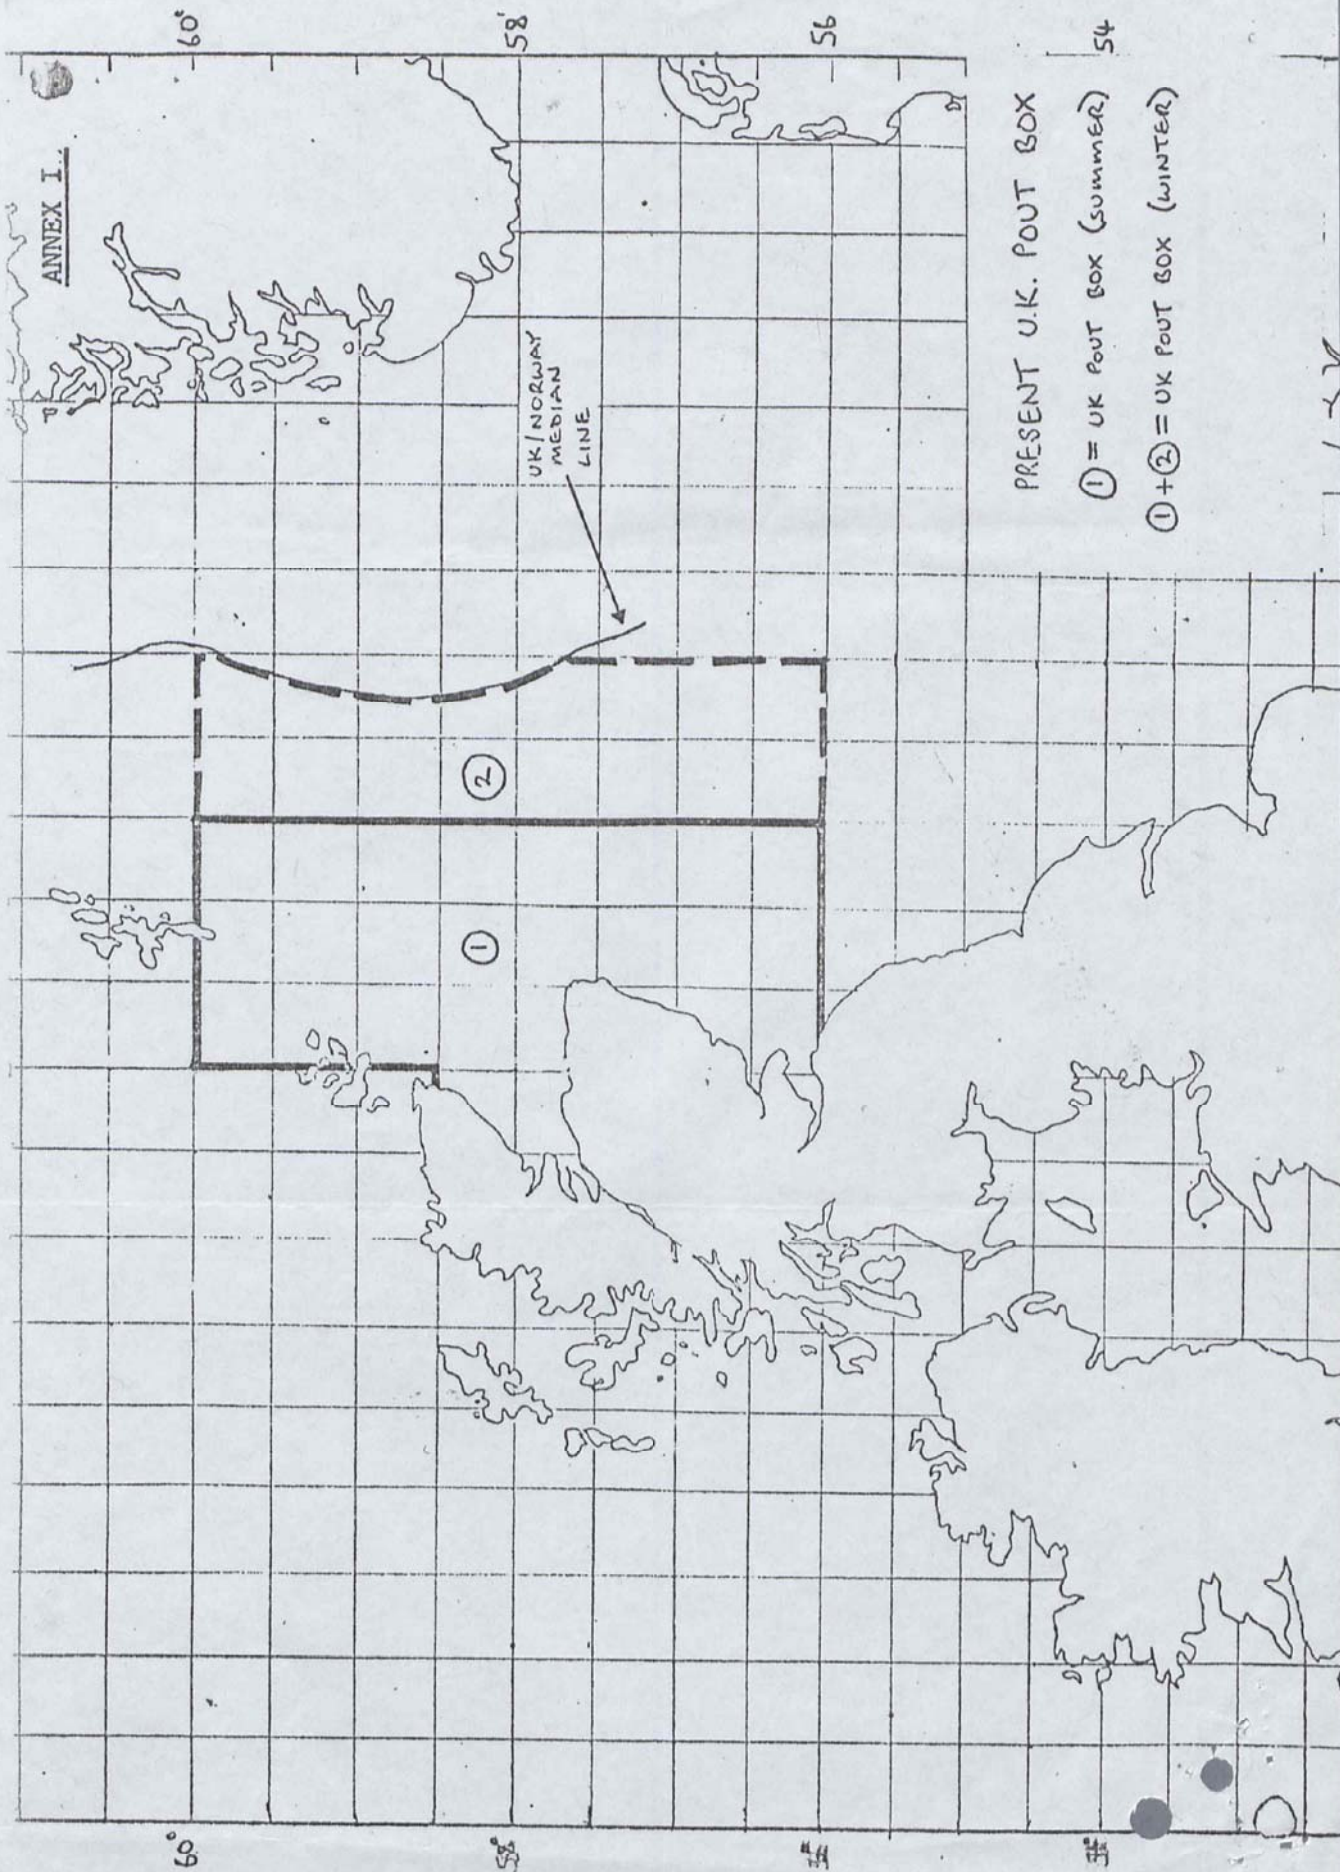 ANNEX I.
60°
58'
56
54
UK/NORWAY
MEDIAN
LINE
②
①
PRESENT U.K. POUT BOX
① = UK POUT BOX (SUMMER)
①+② = UK POUT BOX (WINTER)
60°
58°